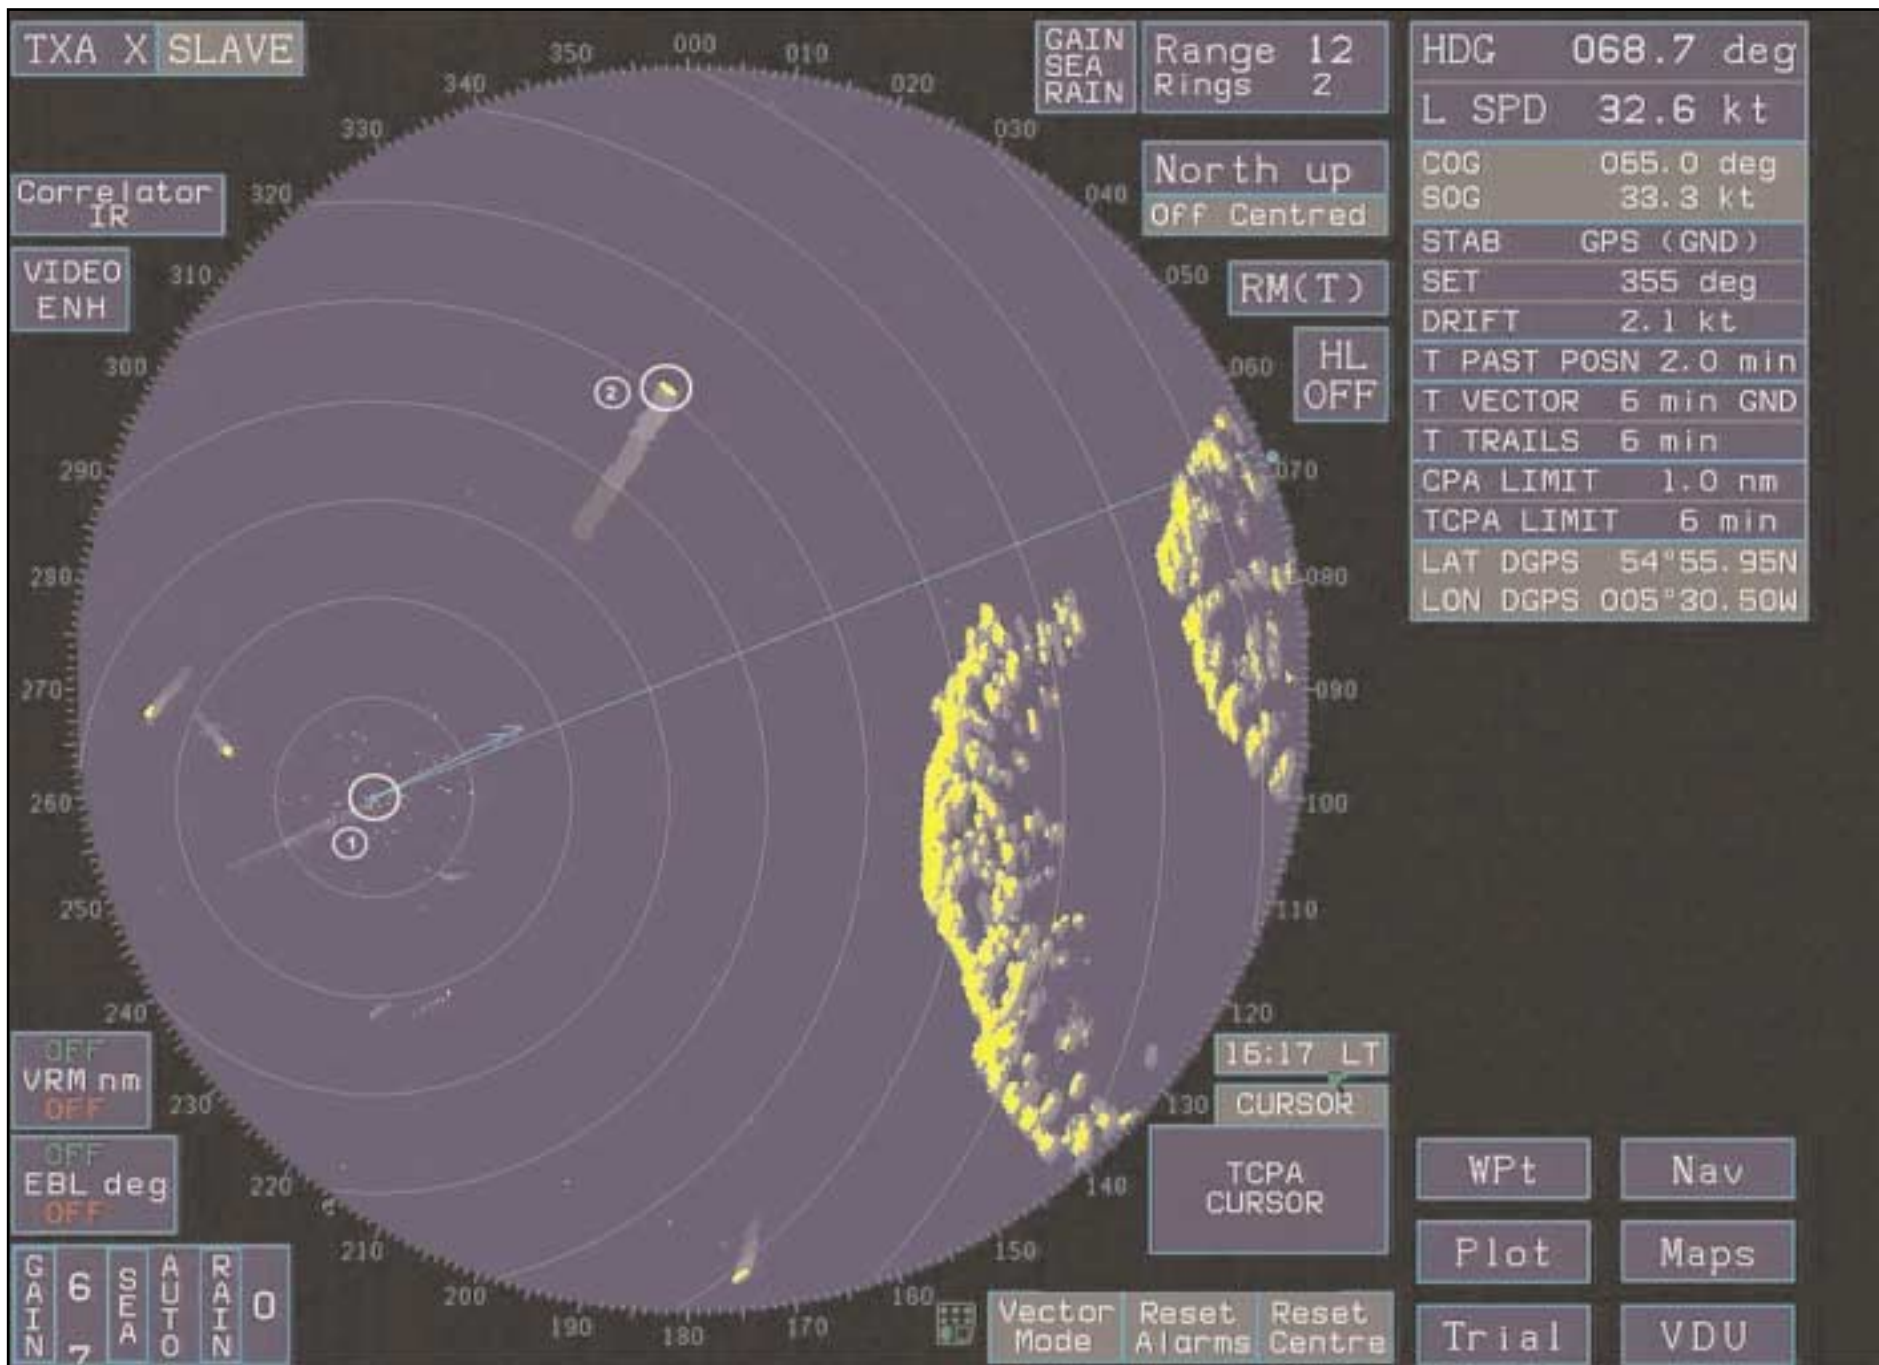 TXA X SLAVE
GAIN
SEA
RAIN
Range 12
Rings 2
HDG 068.7 deg
L SPD 32.6 kt
COG 065.0 deg
SOG 33.3 kt
STAB GPS (GND)
SET 355 deg
DRIFT 2.1 kt
T PAST POSN 2.0 min
T VECTOR 6 min GND
T TRAILS 6 min
CPA LIMIT 1.0 nm
TCPA LIMIT 6 min
LAT DGPS 54°55.95N
LON DGPS 005°30.50W
North up
Off Centred
RM(T)
HL
OFF
Correlator
IR
VIDEO
ENH
000
010
020
030
040
050
060
070
080
090
100
110
120
130
140
150
160
170
180
190
200
210
220
230
240
250
260
270
280
290
300
310
320
330
340
350
2
1
OFF
VRM nm
OFF
OFF
EBL deg
OFF
GAIN
6
7
SEA
AUTO
RAIN
0
16:17 LT
CURSOR
TCPA
CURSOR
Vector
Mode
Reset
Alarms
Reset
Centre
WPt
Nav
Plot
Maps
Trial
VDU